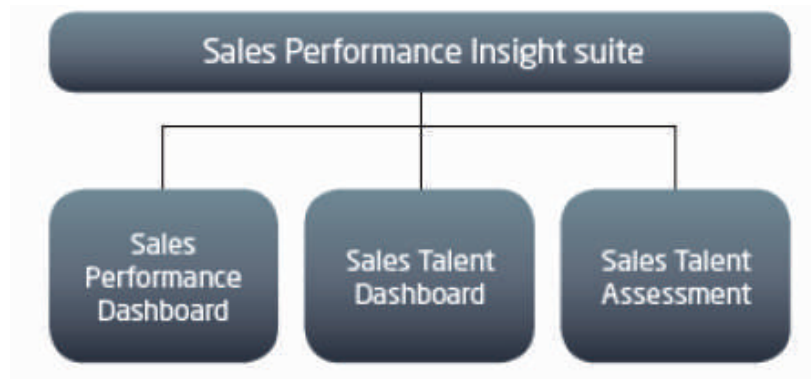 Sales Performance Insight suite
Sales
Performance
Dashboard
Sales Talent
Dashboard
Sales Talent
Assessment